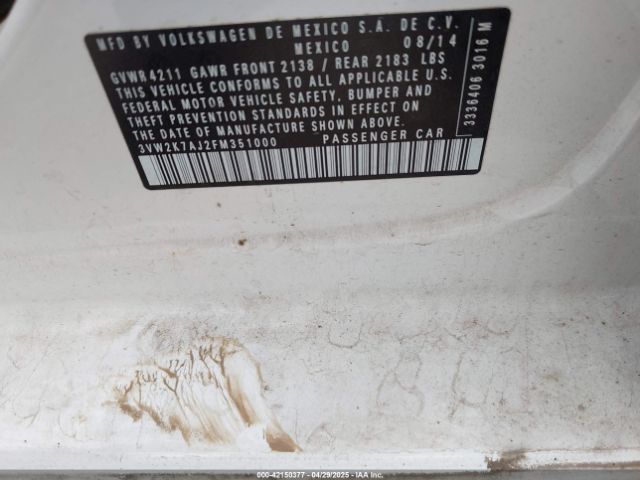 MFD BY VOLKSWAGEN DE MEXICO S.A. DE C.V.
MEXICO 08/14
GVWR 4211 GAWR FRONT 2138 / REAR 2183 LBS
THIS VEHICLE CONFORMS TO ALL APPLICABLE U.S.
FEDERAL MOTOR VEHICLE SAFETY, BUMPER AND
THEFT PREVENTION STANDARDS IN EFFECT ON
THE DATE OF MANUFACTURE SHOWN ABOVE.
3VW2K7AJ2FM351000 PASSENGER CAR
3336406 3016 M
000-42150377 - 04/29/2025 - IAAI.COM